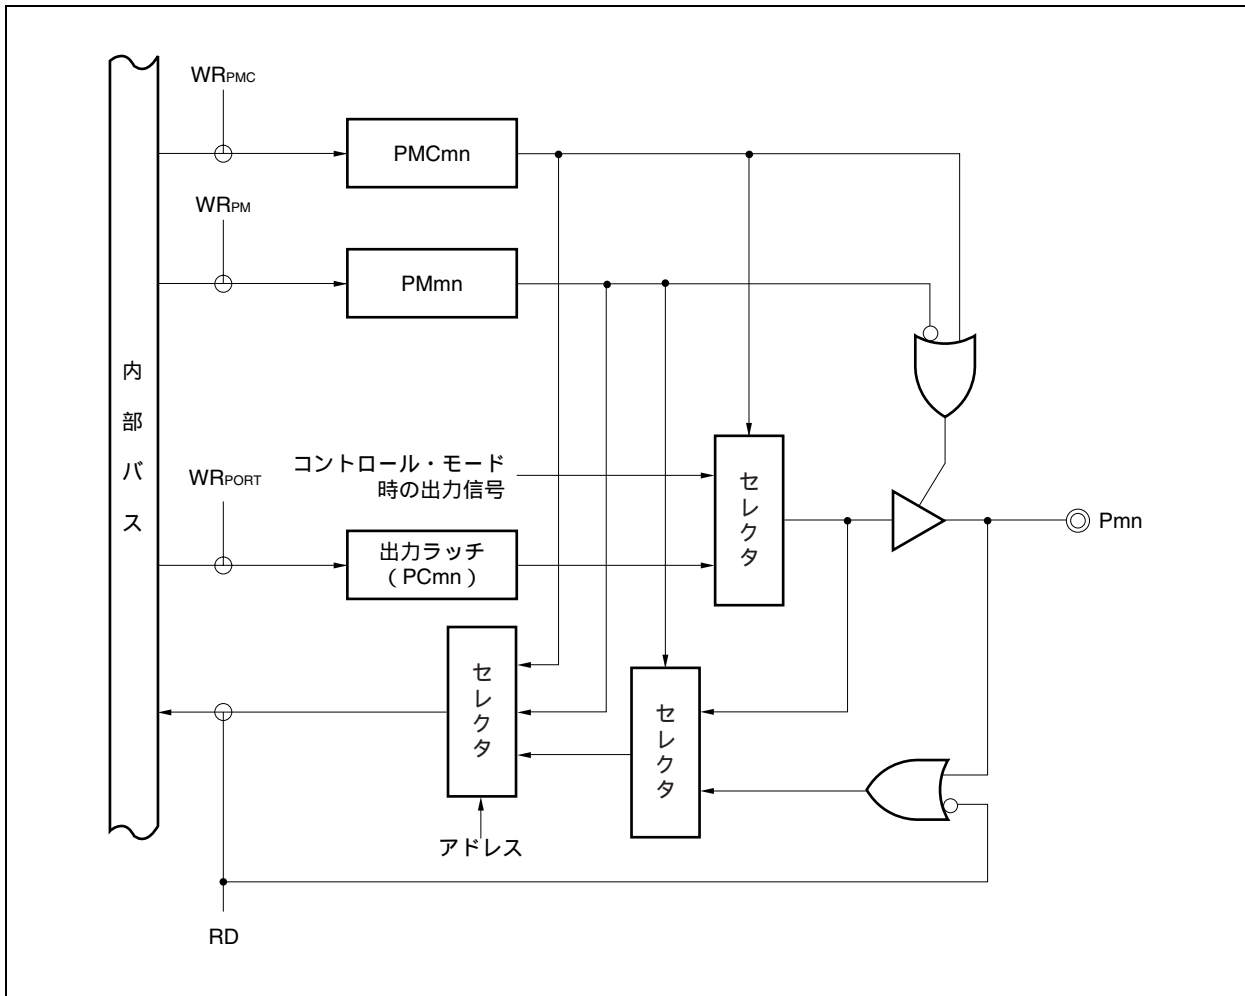 WRPMC
PMCmn
WRPM
PMmn
内部バス
コントロール・モード
時の出力信号
セレクタ
WRPORT
出力ラッチ
（PCmn）
Pmn
セレクタ
セレクタ
アドレス
RD